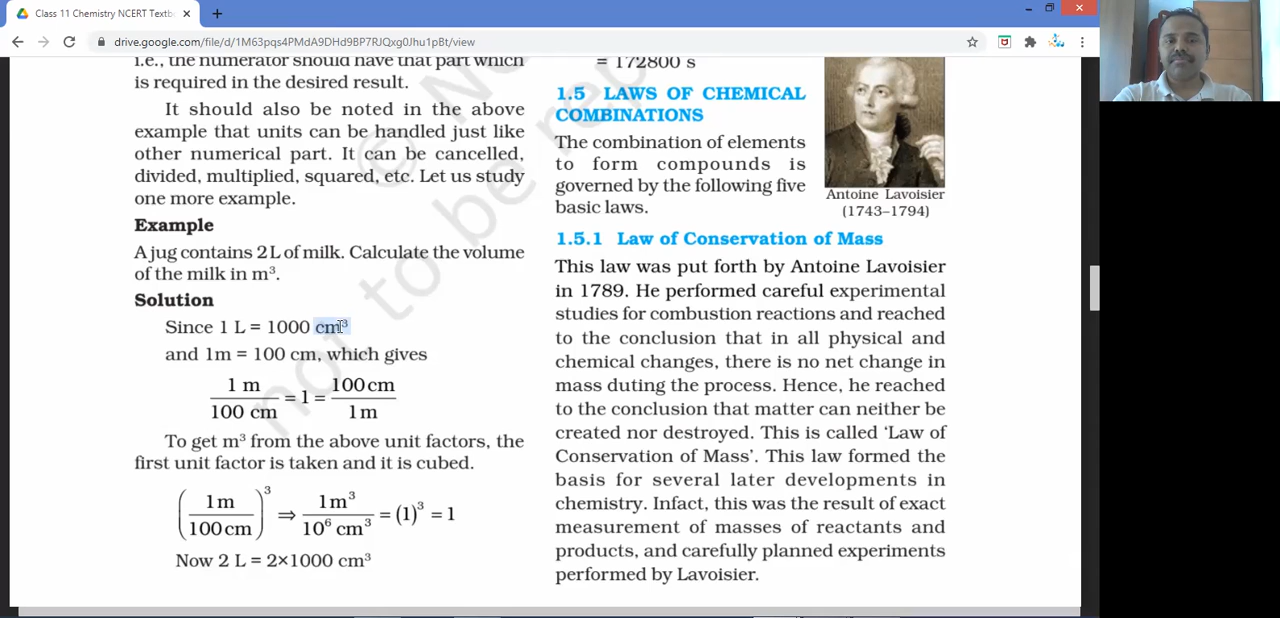 Class 11 Chemistry NCERT Textb
drive.google.com/file/d/1M63pqs4PMdA9DHd9BP7RJQxg0Jhu1pBt/view
i.e., the numerator should have that part which
is required in the desired result.
It should also be noted in the above
example that units can be handled just like
other numerical part. It can be cancelled,
divided, multiplied, squared, etc. Let us study
one more example.
Example
A jug contains 2 L of milk. Calculate the volume
of the milk in m³.
Solution
Since 1 L = 1000 cm³
and 1m = 100 cm, which gives
1 m / 100 cm = 1 = 100 cm / 1 m
To get m³ from the above unit factors, the
first unit factor is taken and it is cubed.
(1 m / 100 cm)³ ⇒ 1 m³ / 10⁶ cm³ = (1)³ = 1
Now 2 L = 2×1000 cm³
= 172800 s
1.5 LAWS OF CHEMICAL
COMBINATIONS
The combination of elements
to form compounds is
governed by the following five
basic laws.
Antoine Lavoisier
(1743–1794)
1.5.1 Law of Conservation of Mass
This law was put forth by Antoine Lavoisier
in 1789. He performed careful experimental
studies for combustion reactions and reached
to the conclusion that in all physical and
chemical changes, there is no net change in
mass duting the process. Hence, he reached
to the conclusion that matter can neither be
created nor destroyed. This is called ‘Law of
Conservation of Mass’. This law formed the
basis for several later developments in
chemistry. Infact, this was the result of exact
measurement of masses of reactants and
products, and carefully planned experiments
performed by Lavoisier.
not to be rep
© N